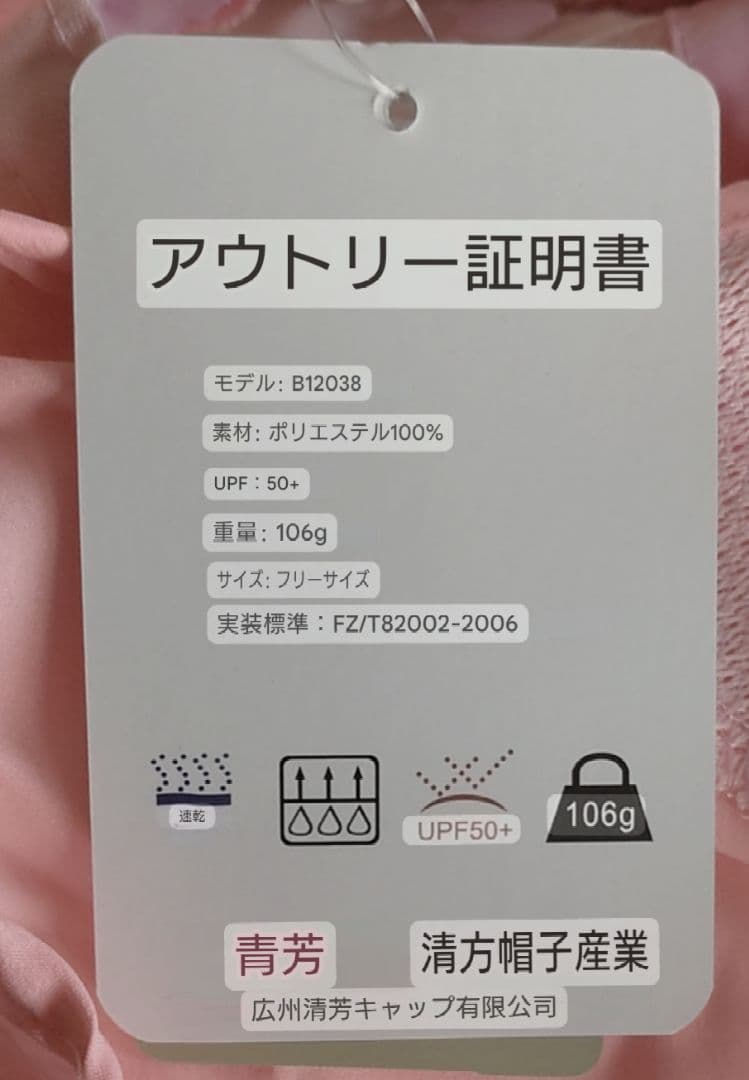 アウトリー証明書
モデル: B12038
素材: ポリエステル100%
UPF：50+
重量: 106g
サイズ: フリーサイズ
実装標準：FZ/T82002-2006
速乾
UPF50+
106g
青芳 清方帽子産業
広州清芳キャップ有限公司